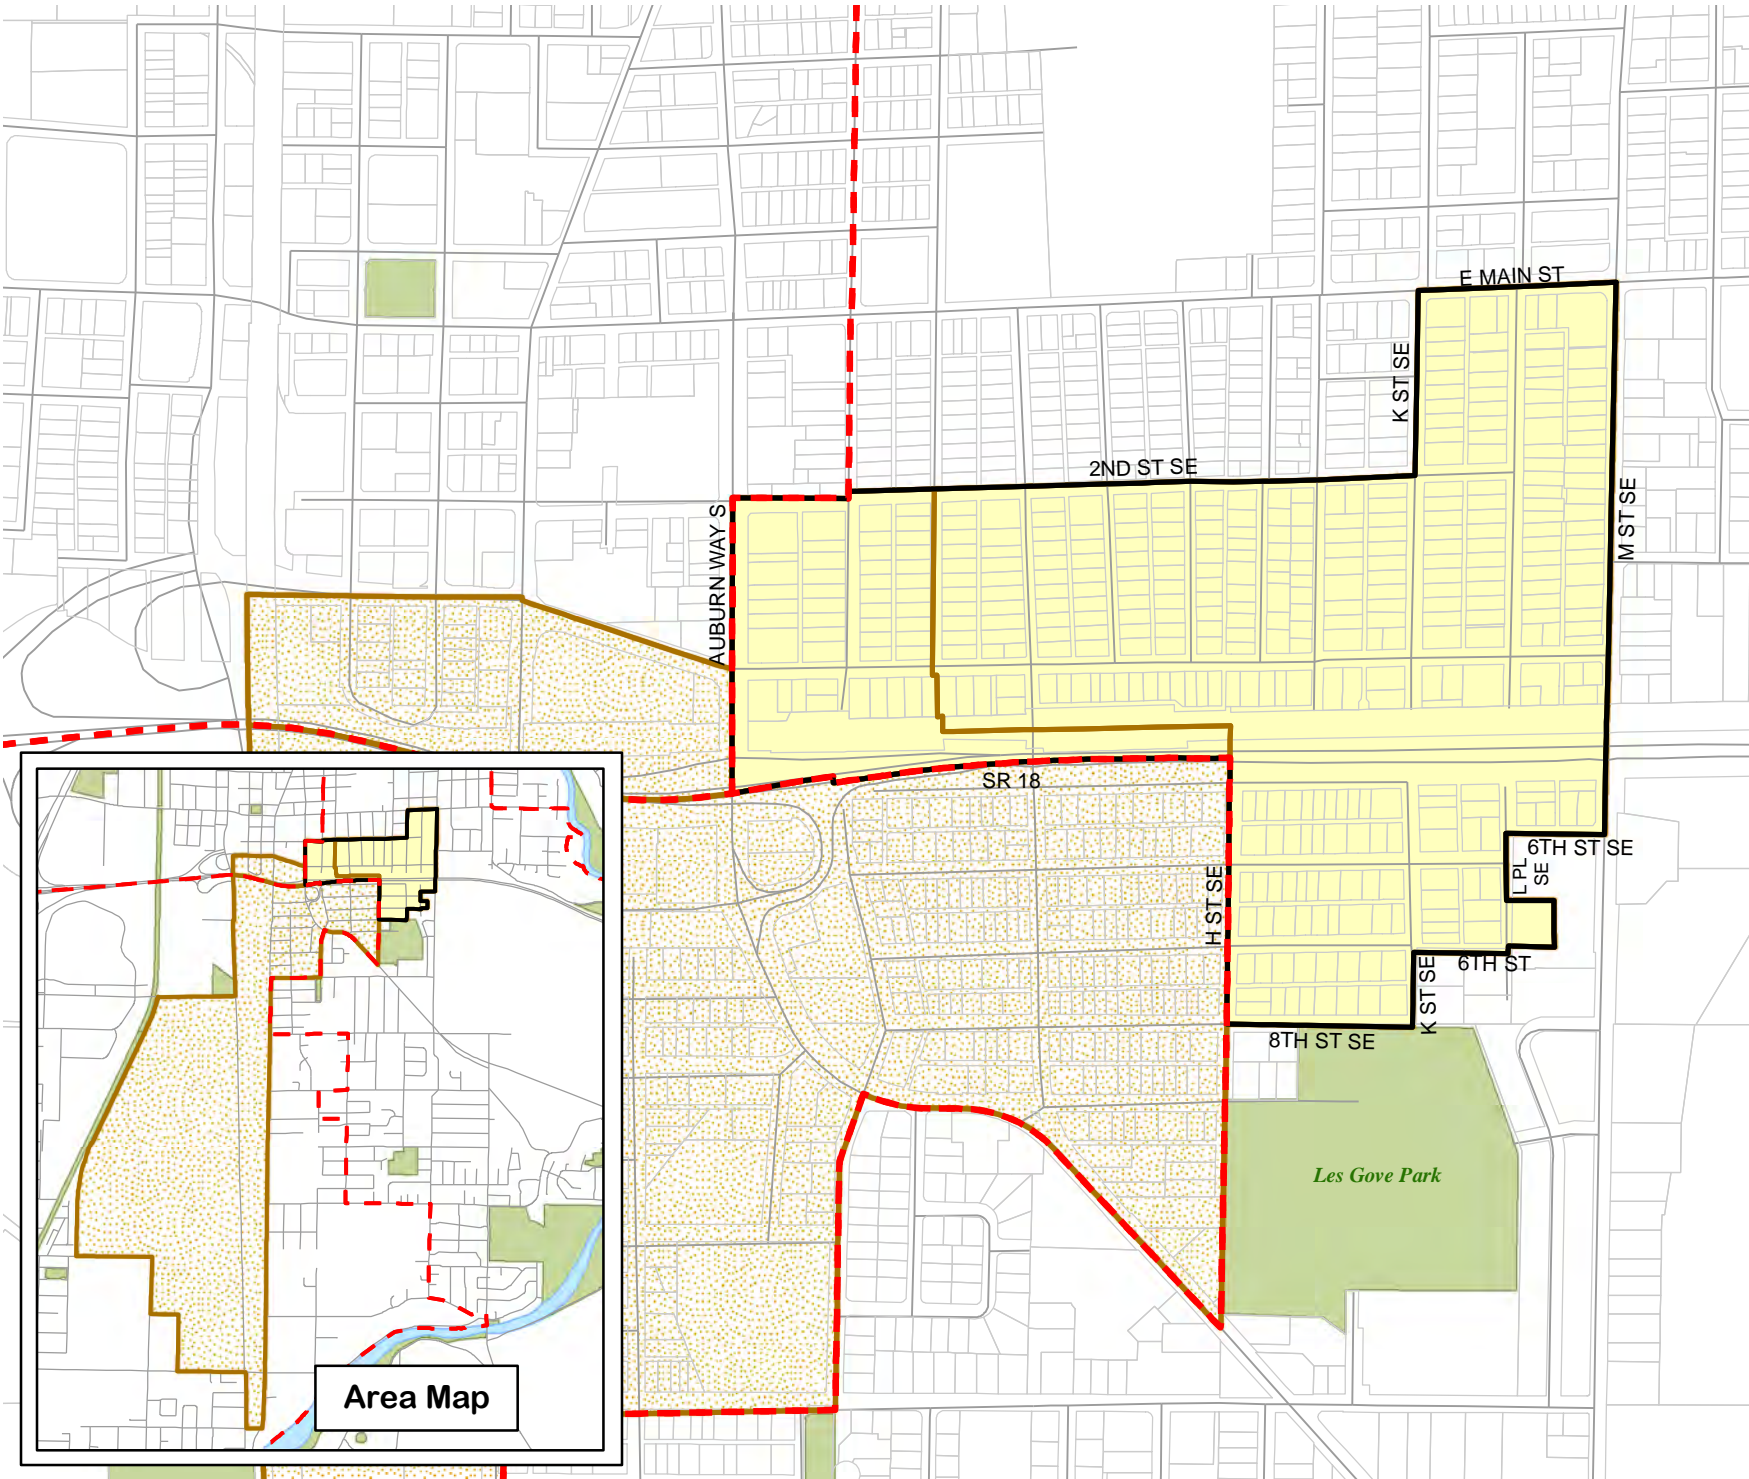 E MAIN ST
K ST SE
2ND ST SE
M ST SE
AUBURN WAY S
SR 18
6TH ST SE
L PL
SE
H ST SE
6TH ST
K ST SE
8TH ST SE
Les Gove Park
Area Map